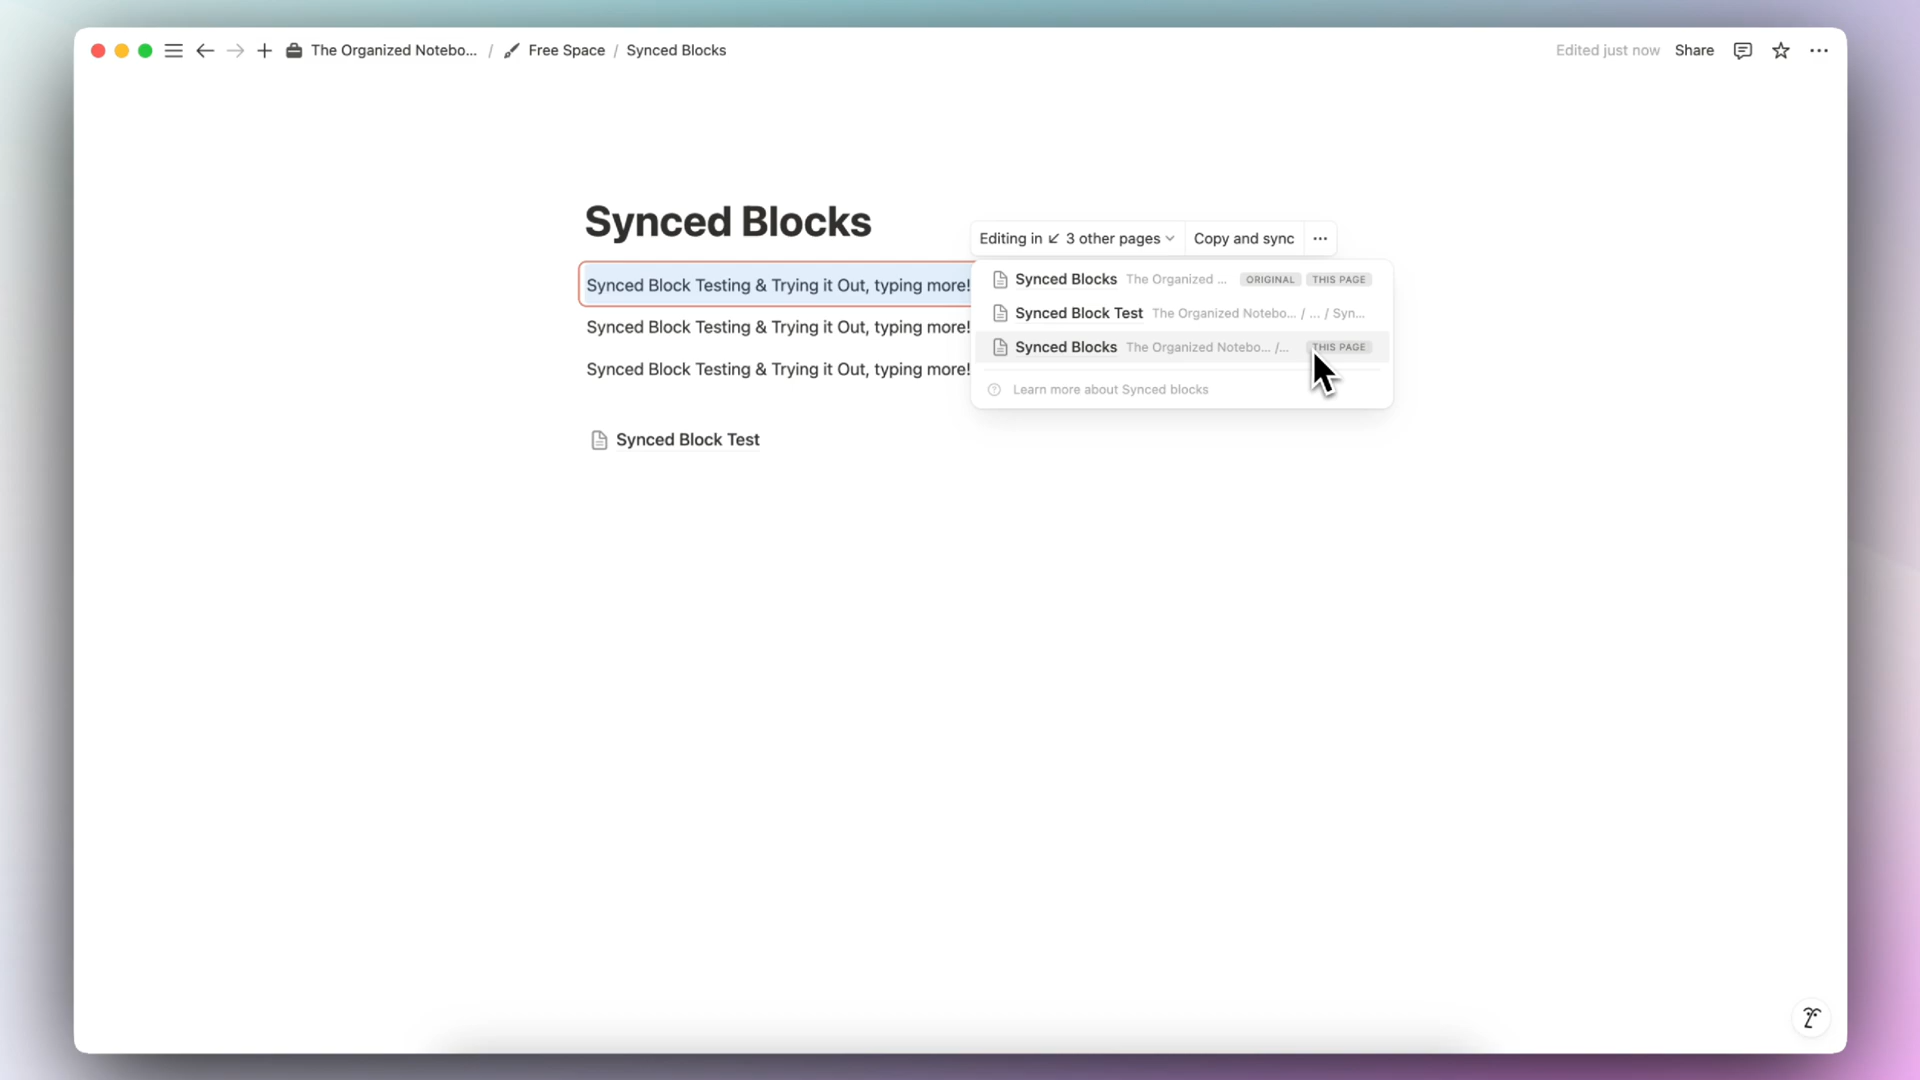 The Organized Notebo... / Free Space / Synced Blocks
Edited just now Share
Synced Blocks
Editing in ↙ 3 other pages Copy and sync
Synced Block Testing & Trying it Out, typing more!
Synced Blocks The Organized ... ORIGINAL THIS PAGE
Synced Block Test The Organized Notebo... / ... / Syn...
Synced Block Testing & Trying it Out, typing more!
Synced Blocks The Organized Notebo... /... THIS PAGE
Synced Block Testing & Trying it Out, typing more!
Learn more about Synced blocks
Synced Block Test